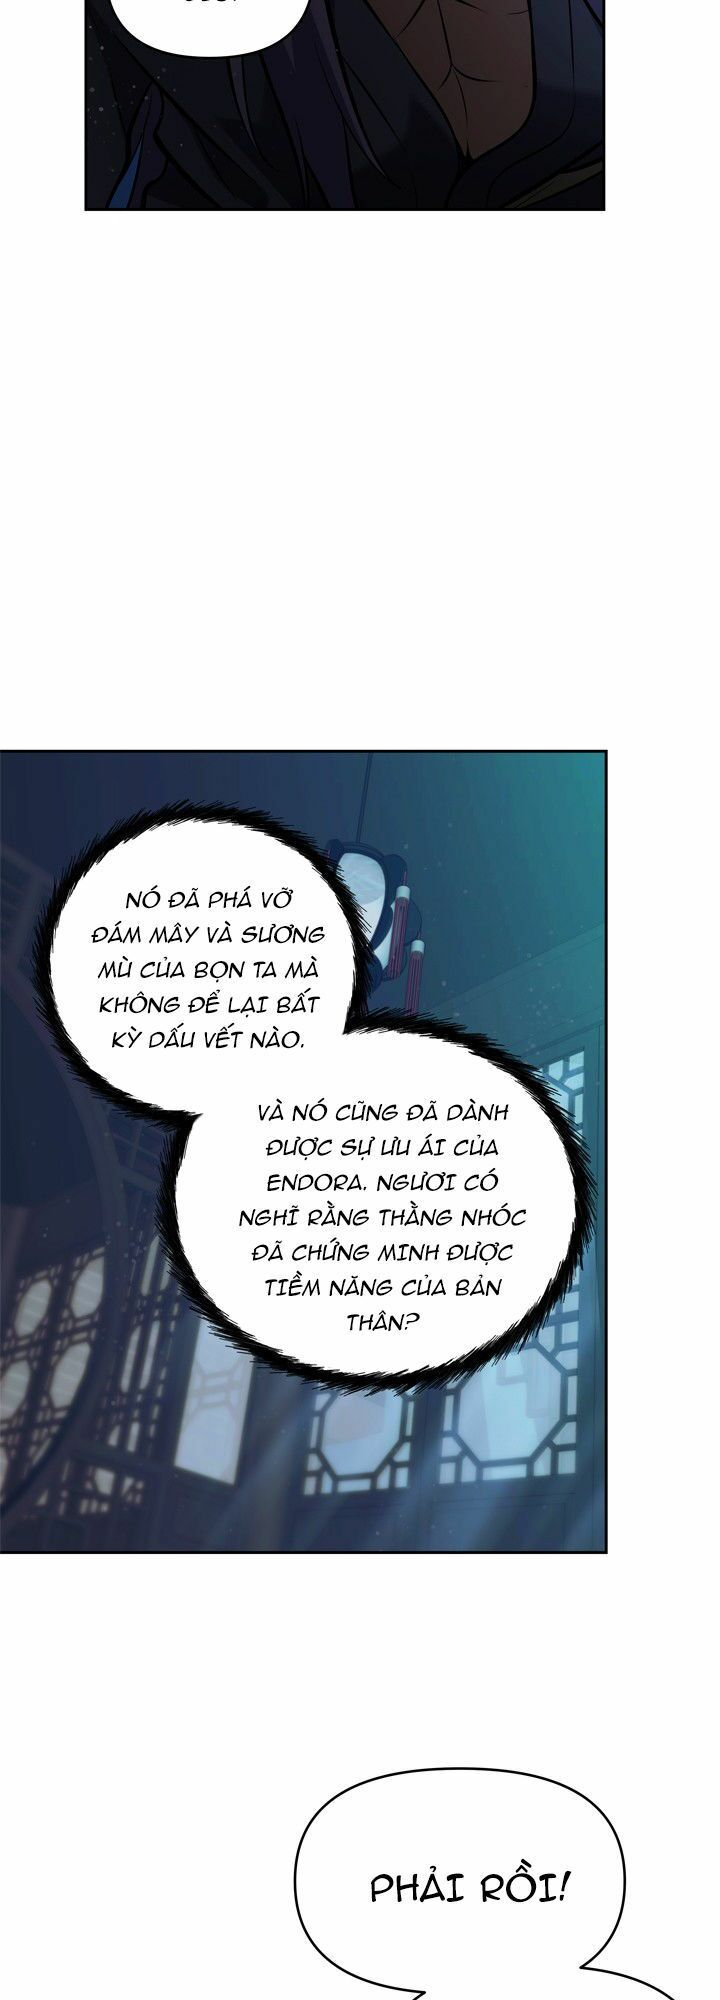 NÓ ĐÃ PHÁ VỠ
ĐÁM MÂY VÀ SƯƠNG
MÙ CỦA BỌN TA MÀ
KHÔNG ĐỂ LẠI BẤT
KỲ DẤU VẾT NÀO.
VÀ NÓ CŨNG ĐÃ DÀNH
ĐƯỢC SỰ ƯU ÁI CỦA
ENDORA. NGƯƠI CÓ
NGHĨ RẰNG THẰNG NHÓC
ĐÃ CHỨNG MINH ĐƯỢC
TIỀM NĂNG CỦA BẢN
THÂN?
PHẢI RỒI!